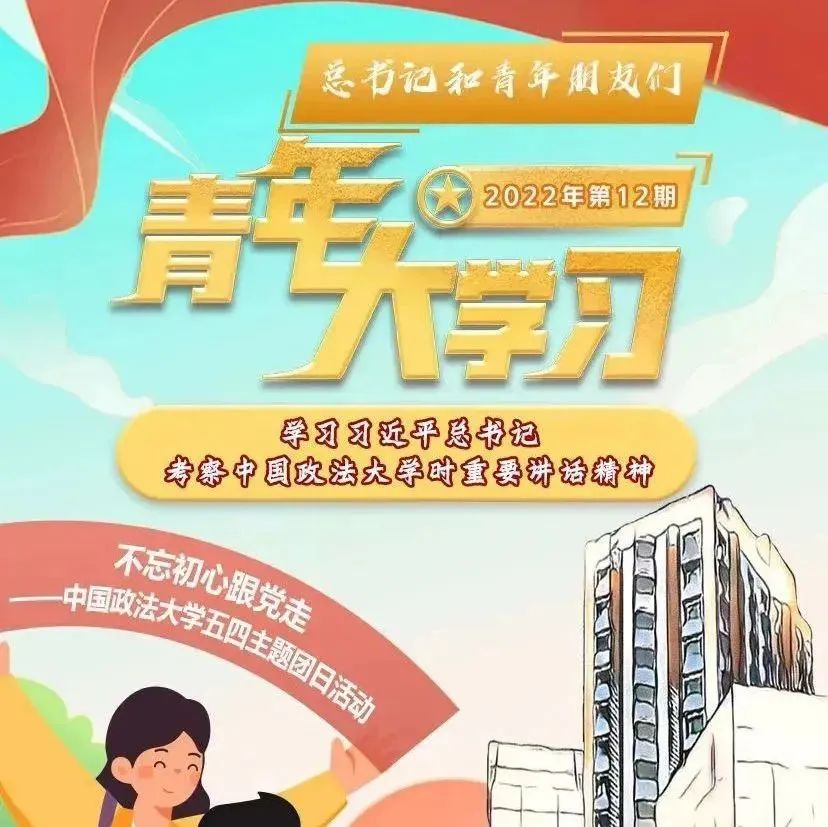 总书记和青年朋友们
2022年第12期
青年大学习
学习习近平总书记
考察中国政法大学时重要讲话精神
不忘初心跟党走
——中国政法大学五四主题团日活动